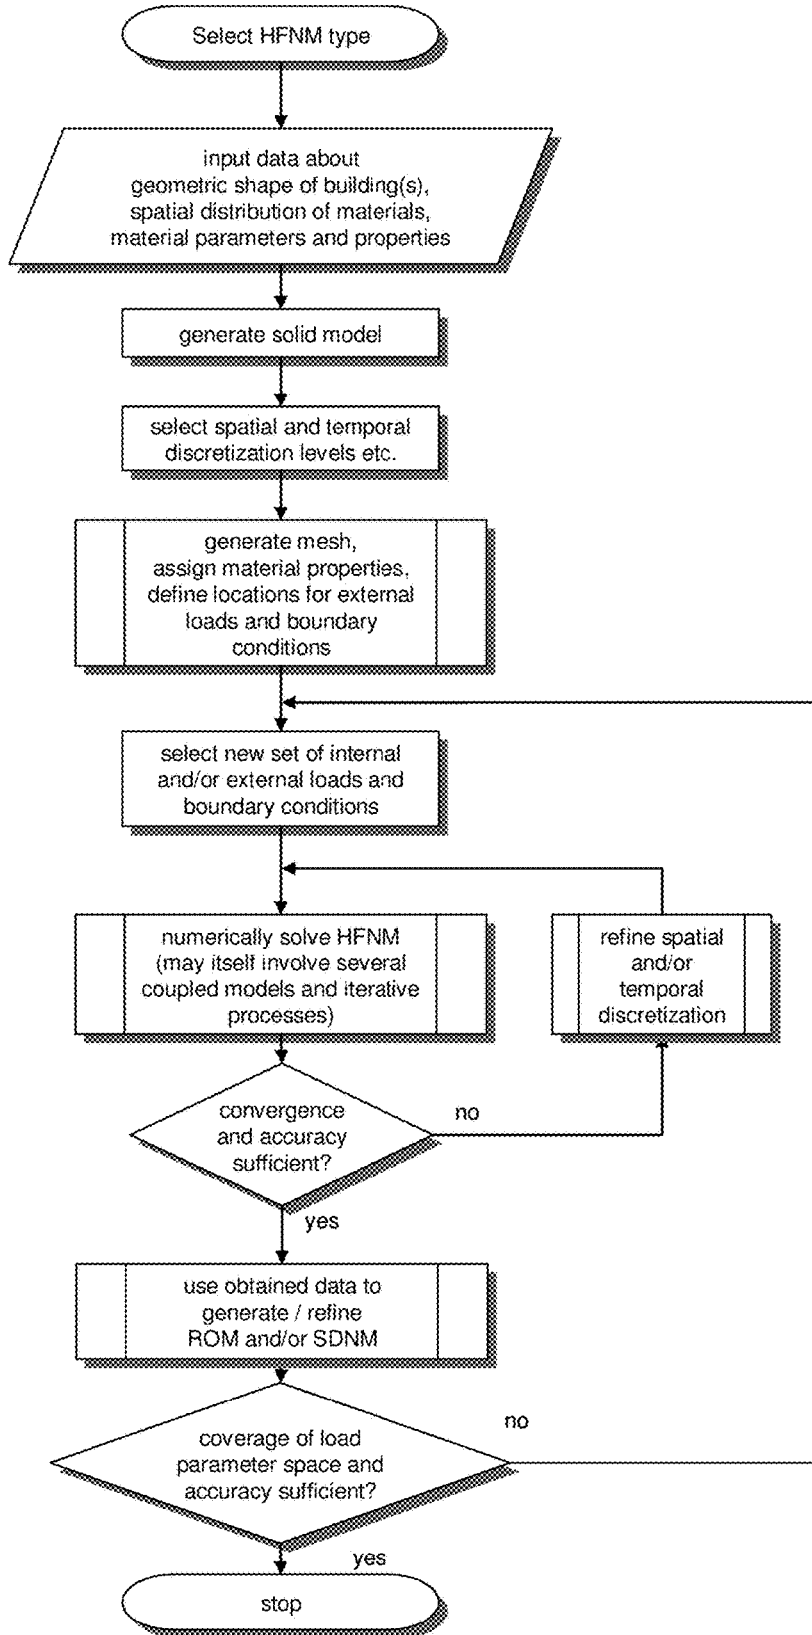 Select HFNM type
input data about
geometric shape of building(s),
spatial distribution of materials,
material parameters and properties
generate solid model
select spatial and temporal
discretization levels etc.
generate mesh,
assign material properties,
define locations for external
loads and boundary
conditions
select new set of internal
and/or external loads and
boundary conditions
numerically solve HFNM
(may itself involve several
coupled models and iterative
processes)
refine spatial
and/or
temporal
discretization
convergence
and accuracy
sufficient?
no
yes
use obtained data to
generate / refine
ROM and/or SDNM
coverage of load
parameter space and
accuracy sufficient?
no
yes
stop